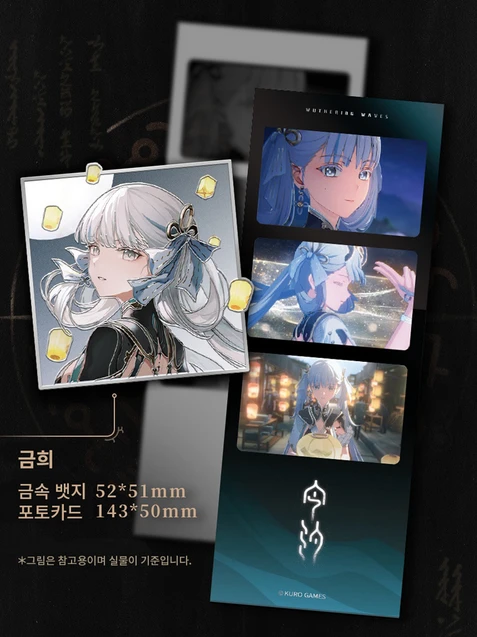 WUTHERING WAVES
금희
금속 뱃지 52*51mm
포토카드 143*50mm
*그림은 참고용이며 실물이 기준입니다.
© KURO GAMES